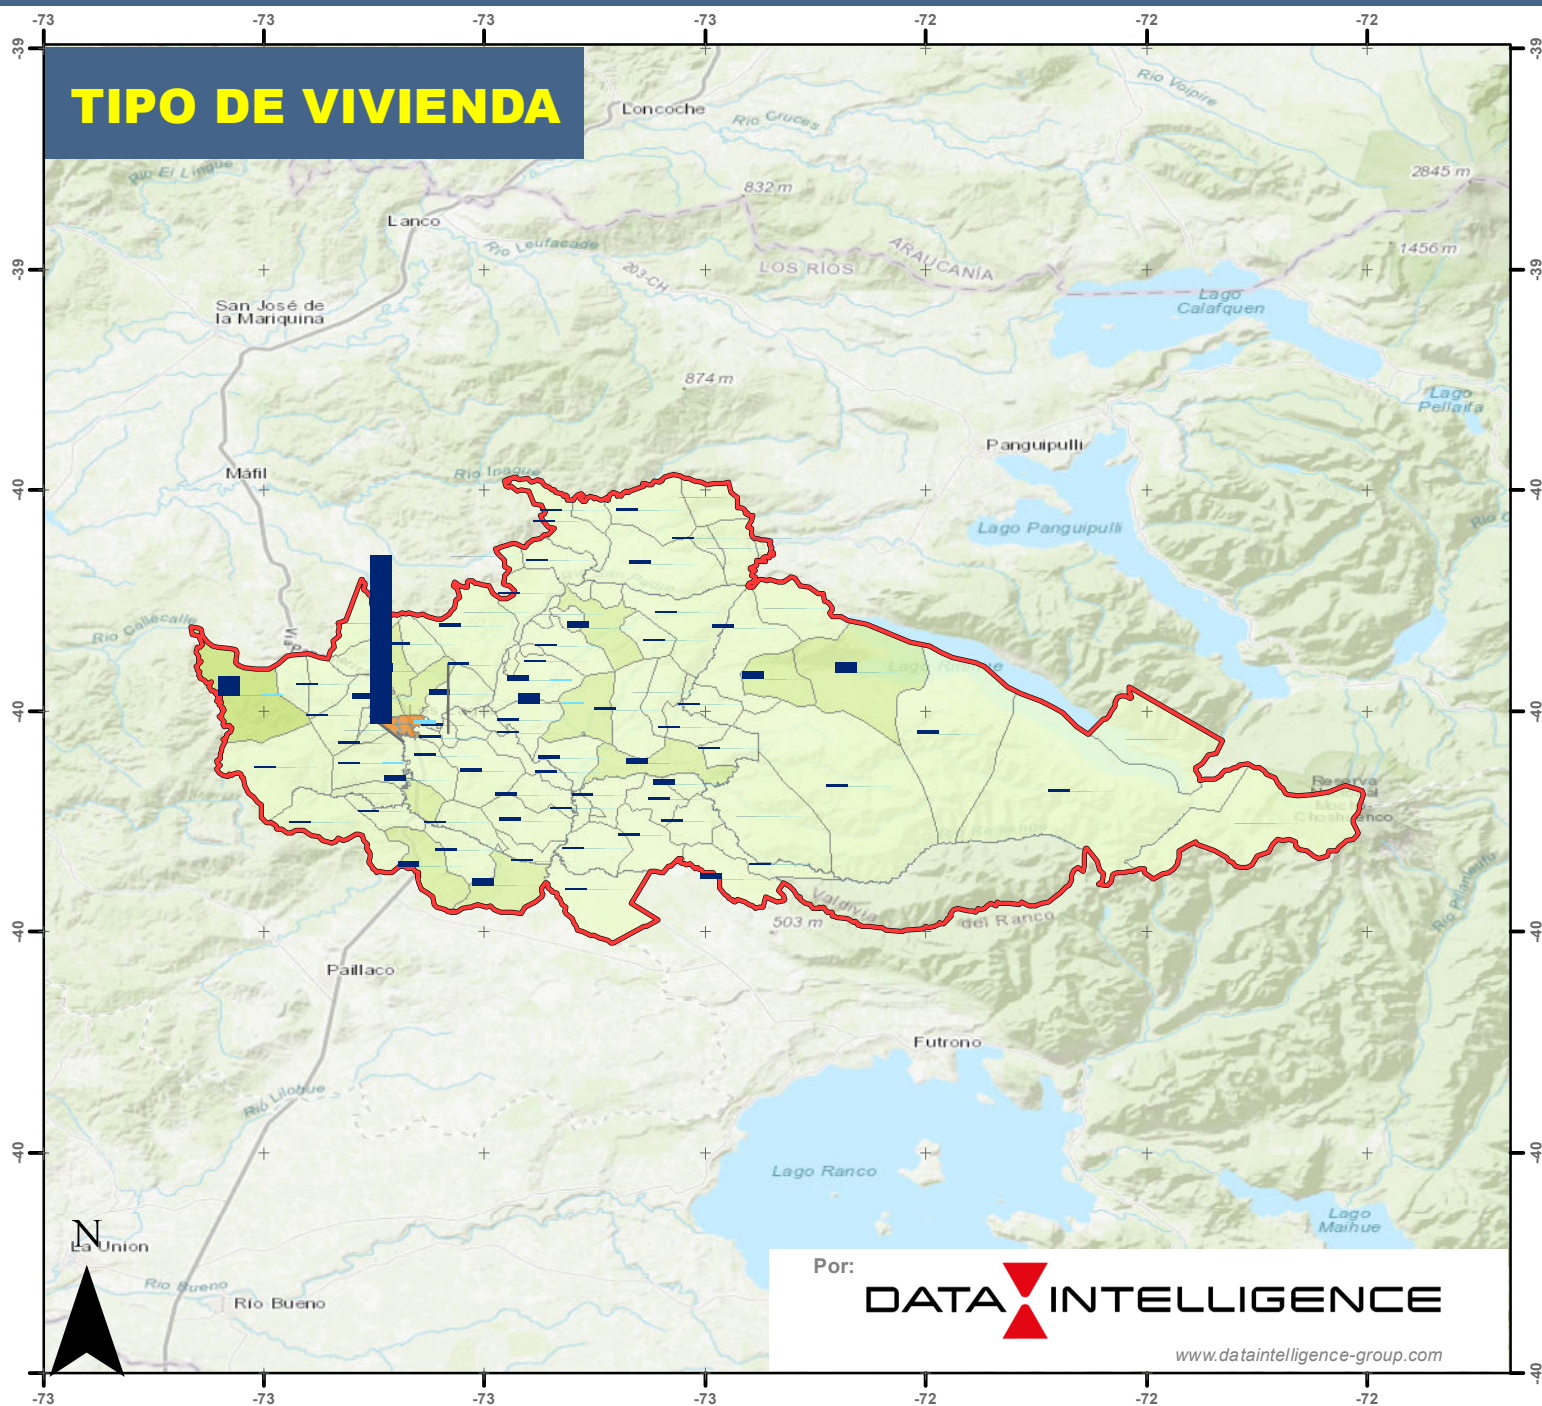 -73 -73 -73 -73 -72 -72 -72
-39 -39
TIPO DE VIVIENDA
Loncoche
Río Cruces
Río Voipire
Río El Lingue
832 m
2845 m
Lanco
Río Leufacade
203-CH
LOS RÍOS
ARAUCANÍA
1456 m
-39 -39
San José de
la Mariquina
Lago
Calafquen
874 m
Lago
Pellaifa
Panguipulli
Máfil
Río Iñaque
-40 -40
Lago Panguipulli
Río Callecalle
-40 -40
Reserva
Choshuenco
Valdivia
del Ranco
503 m
-40 -40
Paillaco
Futrono
Río Lilohue
-40 -40
Lago Ranco
Lago
Maihue
N
La Union
Río Bueno
Río Bueno
Por:
DATA INTELLIGENCE
www.dataintelligence-group.com
-40
-73 -73 -73 -73 -72 -72 -72